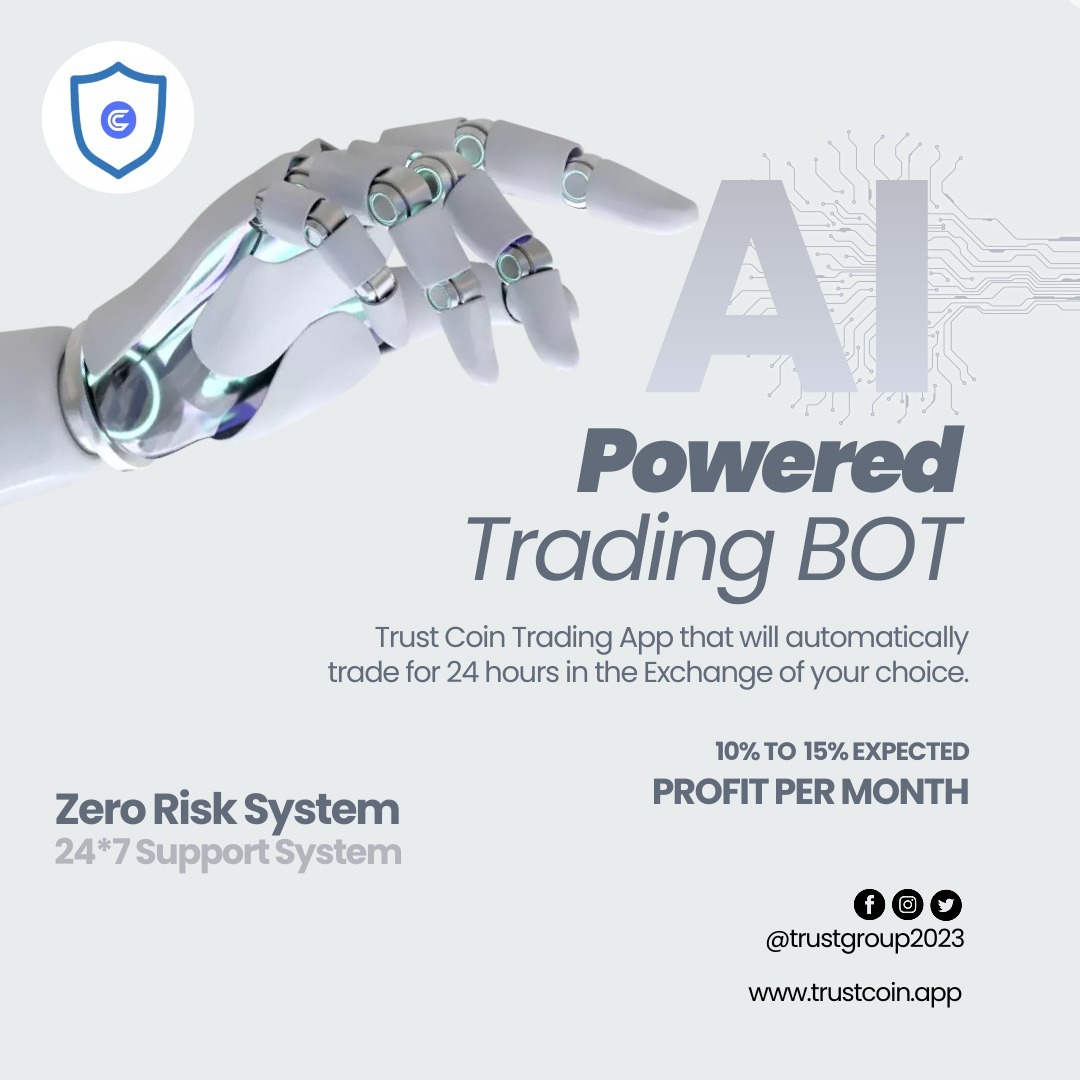 AI
Powered
Trading BOT
Trust Coin Trading App that will automatically
trade for 24 hours in the Exchange of your choice.
10% TO 15% EXPECTED
PROFIT PER MONTH
Zero Risk System
24*7 Support System
@trustgroup2023
www.trustcoin.app